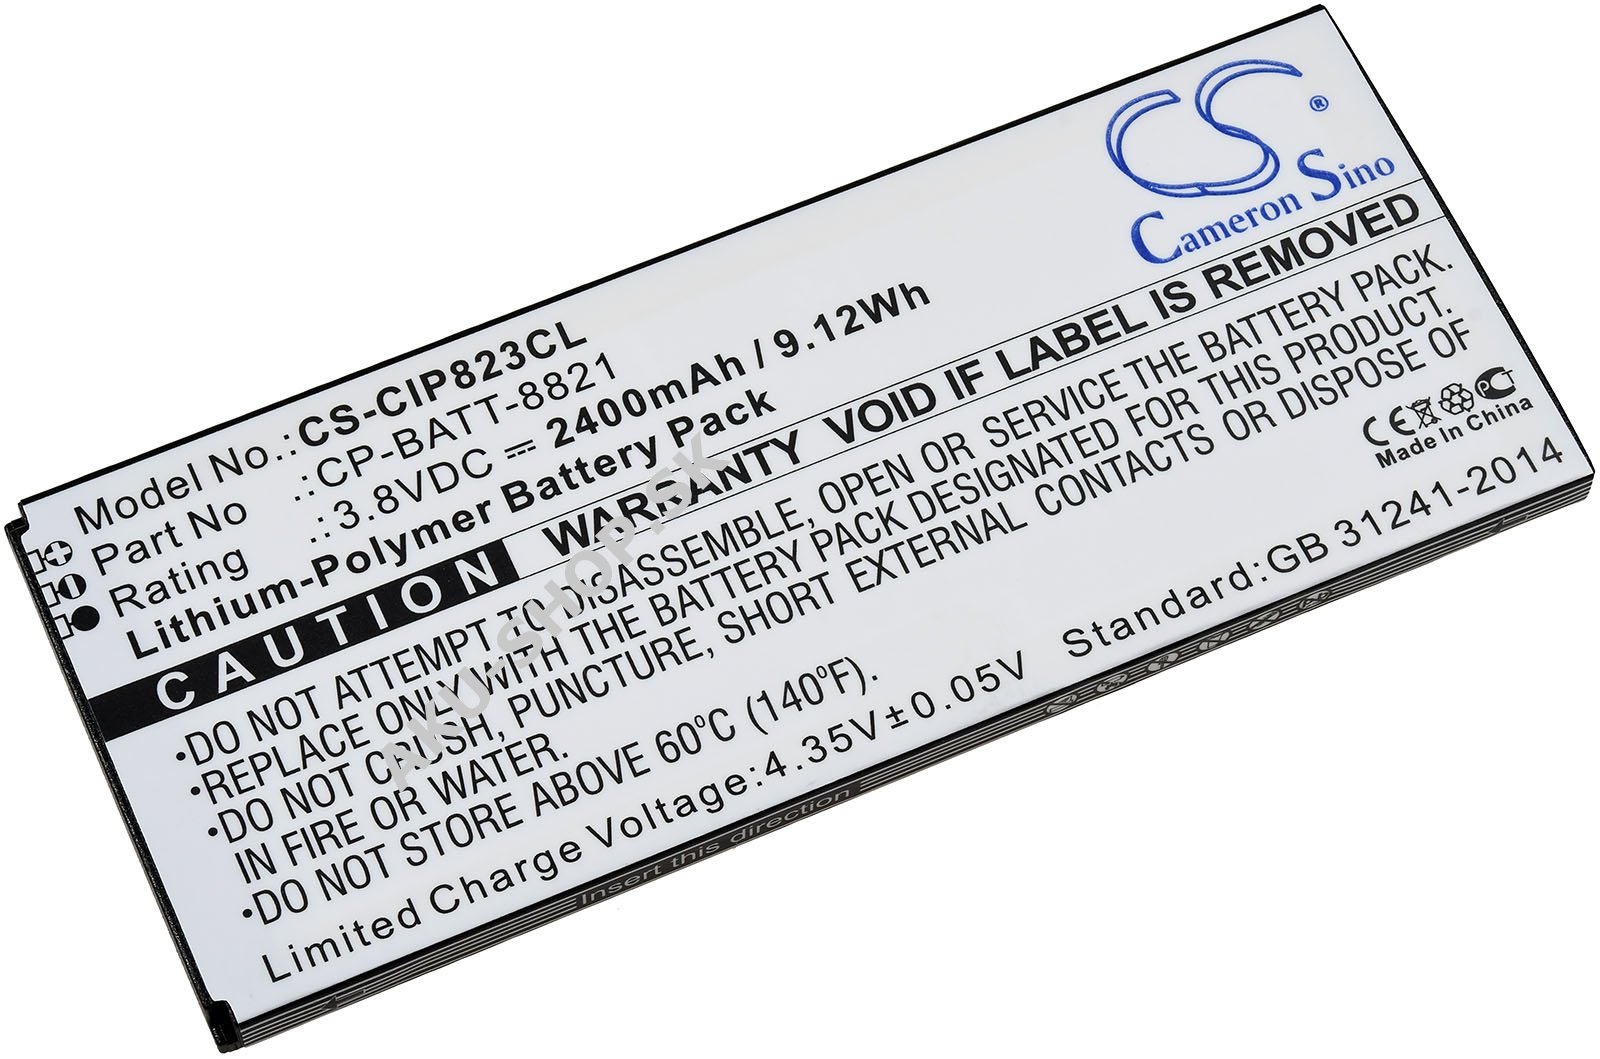 CS ®
Cameron Sino
Model No.:CS-CIP823CL
Part No .:CP-BATT-8821
Rating .:3.8VDC ⎓ 2400mAh / 9.12Wh
Lithium-Polymer Battery Pack
CAUTION WARRANTY VOID IF LABEL IS REMOVED
•DO NOT ATTEMPT TO DISASSEMBLE, OPEN OR SERVICE BATTERY PACK.
•REPLACE ONLY WITH THE BATTERY PACK DESIGNATED FOR THIS PRODUCT.
•DO NOT CRUSH, PUNCTURE, SHORT EXTERNAL CONTACTS, OR DISPOSE
IN FIRE OR WATER.
•DO NOT STORE ABOVE 60°C (140°F).
CE PCT
Made In China
Limited Charge Voltage:4.35V±0.05V Standard:GB 31241-2014
Insert this direction
AKU-SHOP.SK